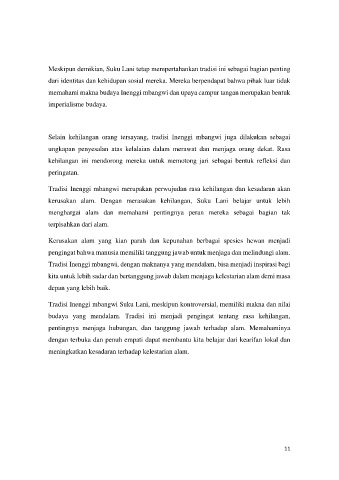 Meskipun demikian, Suku Lani tetap mempertahankan tradisi ini sebagai bagian penting
dari identitas dan kehidupan sosial mereka. Mereka berpendapat bahwa pihak luar tidak
memahami makna budaya Inenggi mbangwi dan upaya campur tangan merupakan bentuk
imperialisme budaya.
Selain kehilangan orang tersayang, tradisi Inenggi mbangwi juga dilakukan sebagai
ungkapan penyesalan atas kelalaian dalam merawat dan menjaga orang dekat. Rasa
kehilangan ini mendorong mereka untuk memotong jari sebagai bentuk refleksi dan
peringatan.
Tradisi Inenggi mbangwi merupakan perwujudan rasa kehilangan dan kesadaran akan
kerusakan alam. Dengan merasakan kehilangan, Suku Lani belajar untuk lebih
menghargai alam dan memahami pentingnya peran mereka sebagai bagian tak
terpisahkan dari alam.
Kerusakan alam yang kian parah dan kepunahan berbagai spesies hewan menjadi
pengingat bahwa manusia memiliki tanggung jawab untuk menjaga dan melindungi alam.
Tradisi Inenggi mbangwi, dengan maknanya yang mendalam, bisa menjadi inspirasi bagi
kita untuk lebih sadar dan bertanggung jawab dalam menjaga kelestarian alam demi masa
depan yang lebih baik.
Tradisi Inenggi mbangwi Suku Lani, meskipun kontroversial, memiliki makna dan nilai
budaya yang mendalam. Tradisi ini menjadi pengingat tentang rasa kehilangan,
pentingnya menjaga hubungan, dan tanggung jawab terhadap alam. Memahaminya
dengan terbuka dan penuh empati dapat membantu kita belajar dari kearifan lokal dan
meningkatkan kesadaran terhadap kelestarian alam.
11